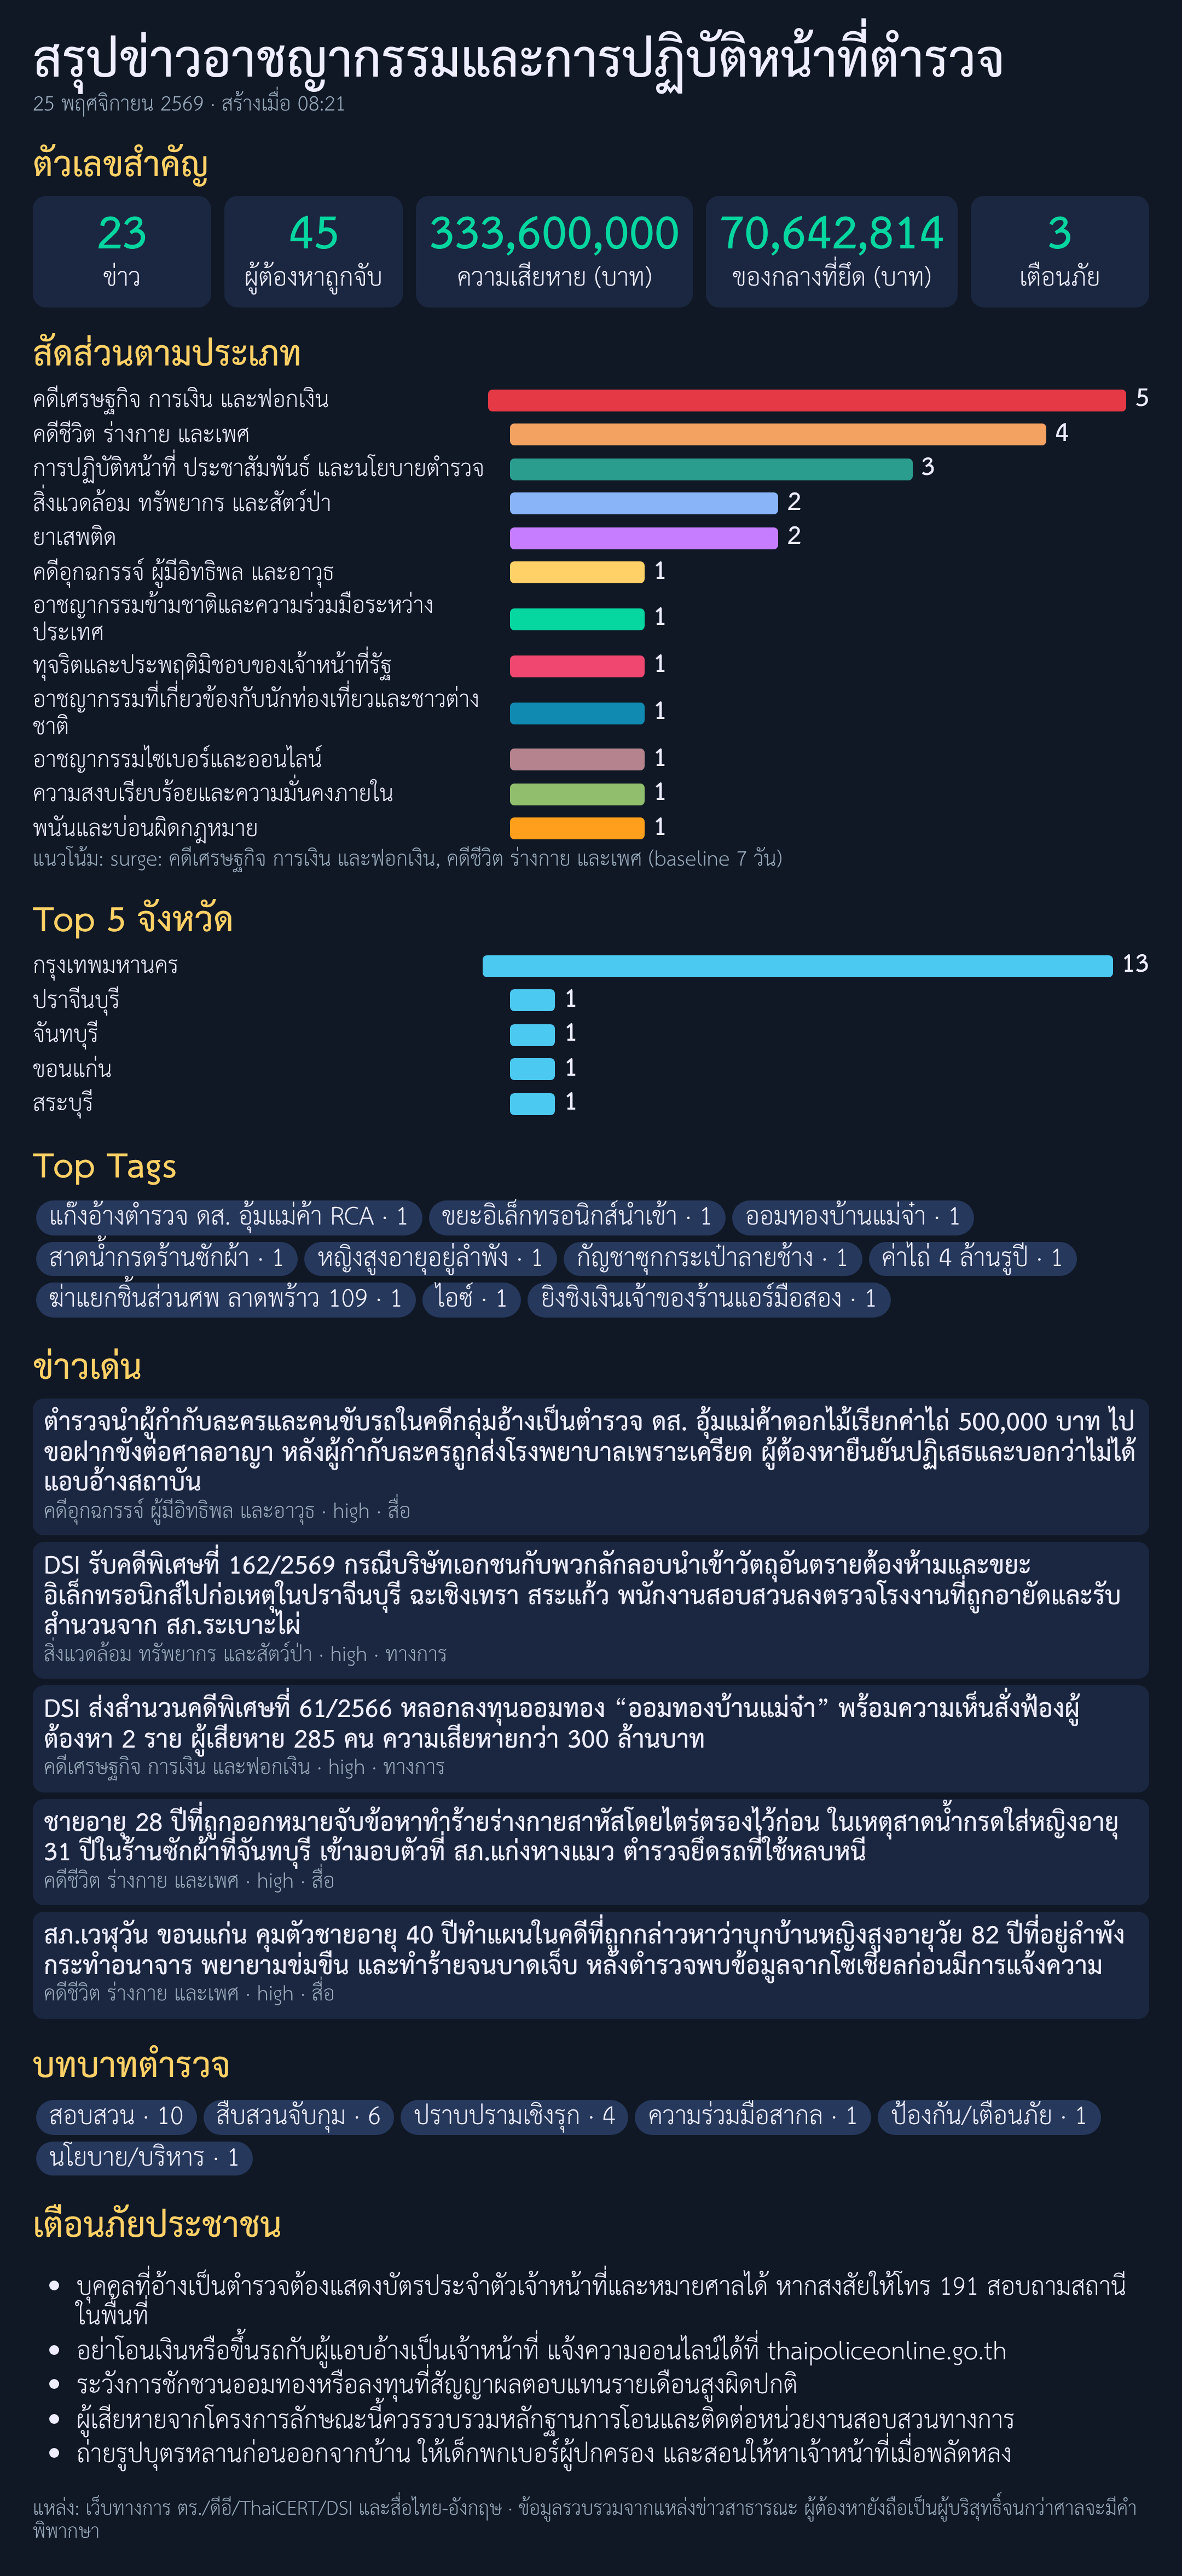 สรุปข่าวอาชญากรรมและการปฏิบัติหน้าที่ตำรวจ
25 พฤศจิกายน 2569 · สร้างเมื่อ 08:21
ตัวเลขสำคัญ
23
ข่าว
45
ผู้ต้องหาถูกจับ
333,600,000
ความเสียหาย (บาท)
70,642,814
ของกลางที่ยึด (บาท)
3
เตือนภัย
สัดส่วนตามประเภท
คดีเศรษฐกิจ การเงิน และฟอกเงิน 5
คดีชีวิต ร่างกาย และเพศ 4
การปฏิบัติหน้าที่ ประชาสัมพันธ์ และนโยบายตำรวจ 3
สิ่งแวดล้อม ทรัพยากร และสัตว์ป่า 2
ยาเสพติด 2
คดีอุกฉกรรจ์ ผู้มีอิทธิพล และอาวุธ 1
อาชญากรรมข้ามชาติและความร่วมมือระหว่าง
ประเทศ 1
ทุจริตและประพฤติมิชอบของเจ้าหน้าที่รัฐ 1
อาชญากรรมที่เกี่ยวข้องกับนักท่องเที่ยวและชาวต่าง
ชาติ 1
อาชญากรรมไซเบอร์และออนไลน์ 1
ความสงบเรียบร้อยและความมั่นคงภายใน 1
พนันและบ่อนผิดกฎหมาย 1
แนวโน้ม: surge: คดีเศรษฐกิจ การเงิน และฟอกเงิน, คดีชีวิต ร่างกาย และเพศ (baseline 7 วัน)
Top 5 จังหวัด
กรุงเทพมหานคร 13
ปราจีนบุรี 1
จันทบุรี 1
ขอนแก่น 1
สระบุรี 1
Top Tags
แก๊งอ้างตำรวจ ดส. อุ้มแม่ค้า RCA · 1 ขยะอิเล็กทรอนิกส์นำเข้า · 1 ออมทองบ้านแม่จ๋า · 1
สาดน้ำกรดร้านซักผ้า · 1 หญิงสูงอายุอยู่ลำพัง · 1 กัญชาซุกกระเป๋าลายช้าง · 1 ค่าไถ่ 4 ล้านรูปี · 1
ฆ่าแยกชิ้นส่วนศพ ลาดพร้าว 109 · 1 ไอซ์ · 1 ยิงชิงเงินเจ้าของร้านแอร์มือสอง · 1
ข่าวเด่น
ตำรวจนำผู้กำกับละครและคนขับรถในคดีกลุ่มอ้างเป็นตำรวจ ดส. อุ้มแม่ค้าดอกไม้เรียกค่าไถ่ 500,000 บาท ไป
ขอฝากขังต่อศาลอาญา หลังผู้กำกับละครถูกส่งโรงพยาบาลเพราะเครียด ผู้ต้องหายืนยันปฏิเสธและบอกว่าไม่ได้
แอบอ้างสถาบัน
คดีอุกฉกรรจ์ ผู้มีอิทธิพล และอาวุธ · high · สื่อ
DSI รับคดีพิเศษที่ 162/2569 กรณีบริษัทเอกชนกับพวกลักลอบนำเข้าวัตถุอันตรายต้องห้ามและขยะ
อิเล็กทรอนิกส์ไปก่อเหตุในปราจีนบุรี ฉะเชิงเทรา สระแก้ว พนักงานสอบสวนลงตรวจโรงงานที่ถูกอายัดและรับ
สำนวนจาก สภ.ระเบาะไผ่
สิ่งแวดล้อม ทรัพยากร และสัตว์ป่า · high · ทางการ
DSI ส่งสำนวนคดีพิเศษที่ 61/2566 หลอกลงทุนออมทอง “ออมทองบ้านแม่จ๋า” พร้อมความเห็นสั่งฟ้องผู้
ต้องหา 2 ราย ผู้เสียหาย 285 คน ความเสียหายกว่า 300 ล้านบาท
คดีเศรษฐกิจ การเงิน และฟอกเงิน · high · ทางการ
ชายอายุ 28 ปีที่ถูกออกหมายจับข้อหาทำร้ายร่างกายสาหัสโดยไตร่ตรองไว้ก่อน ในเหตุสาดน้ำกรดใส่หญิงอายุ
31 ปีในร้านซักผ้าที่จันทบุรี เข้ามอบตัวที่ สภ.แก่งหางแมว ตำรวจยึดรถที่ใช้หลบหนี
คดีชีวิต ร่างกาย และเพศ · high · สื่อ
สภ.เวฬุวัน ขอนแก่น คุมตัวชายอายุ 40 ปีทำแผนในคดีที่ถูกกล่าวหาว่าบุกบ้านหญิงสูงอายุวัย 82 ปีที่อยู่ลำพัง
กระทำอนาจาร พยายามข่มขืน และทำร้ายจนบาดเจ็บ หลังตำรวจพบข้อมูลจากโซเชียลก่อนมีการแจ้งความ
คดีชีวิต ร่างกาย และเพศ · high · สื่อ
บทบาทตำรวจ
สอบสวน · 10 สืบสวนจับกุม · 6 ปราบปรามเชิงรุก · 4 ความร่วมมือสากล · 1 ป้องกัน/เตือนภัย · 1
นโยบาย/บริหาร · 1
เตือนภัยประชาชน
• บุคคลที่อ้างเป็นตำรวจต้องแสดงบัตรประจำตัวเจ้าหน้าที่และหมายศาลได้ หากสงสัยให้โทร 191 สอบถามสถานี
ในพื้นที่
• อย่าโอนเงินหรือขึ้นรถกับผู้แอบอ้างเป็นเจ้าหน้าที่ แจ้งความออนไลน์ได้ที่ thaipoliceonline.go.th
• ระวังการชักชวนออมทองหรือลงทุนที่สัญญาผลตอบแทนรายเดือนสูงผิดปกติ
• ผู้เสียหายจากโครงการลักษณะนี้ควรรวบรวมหลักฐานการโอนและติดต่อหน่วยงานสอบสวนทางการ
• ถ่ายรูปบุตรหลานก่อนออกจากบ้าน ให้เด็กพกเบอร์ผู้ปกครอง และสอนให้หาเจ้าหน้าที่เมื่อพลัดหลง
แหล่ง: เว็บทางการ ตร./ดีอี/ThaiCERT/DSI และสื่อไทย-อังกฤษ · ข้อมูลรวบรวมจากแหล่งข่าวสาธารณะ ผู้ต้องหายังถือเป็นผู้บริสุทธิ์จนกว่าศาลจะมีคำ
พิพากษา